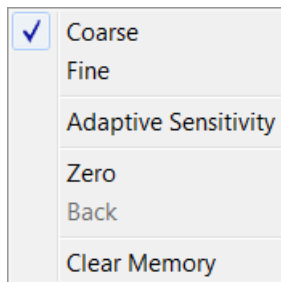 Coarse
Fine
Adaptive Sensitivity
Zero
Back
Clear Memory